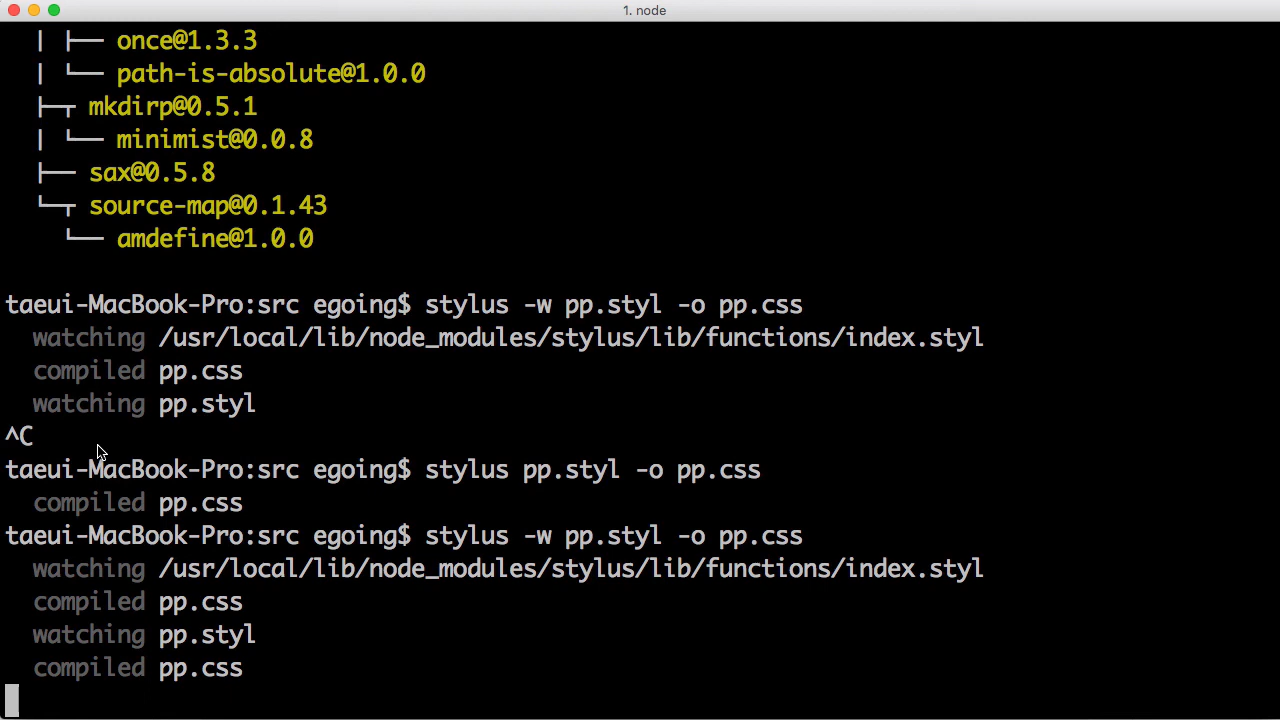 1. node
│ ├── once@1.3.3
│ └── path-is-absolute@1.0.0
├─┬ mkdirp@0.5.1
│ └── minimist@0.0.8
├── sax@0.5.8
└─┬ source-map@0.1.43
└── amdefine@1.0.0
taeui-MacBook-Pro:src egoing$ stylus -w pp.styl -o pp.css
watching /usr/local/lib/node_modules/stylus/lib/functions/index.styl
compiled pp.css
watching pp.styl
^C
taeui-MacBook-Pro:src egoing$ stylus pp.styl -o pp.css
compiled pp.css
taeui-MacBook-Pro:src egoing$ stylus -w pp.styl -o pp.css
watching /usr/local/lib/node_modules/stylus/lib/functions/index.styl
compiled pp.css
watching pp.styl
compiled pp.css